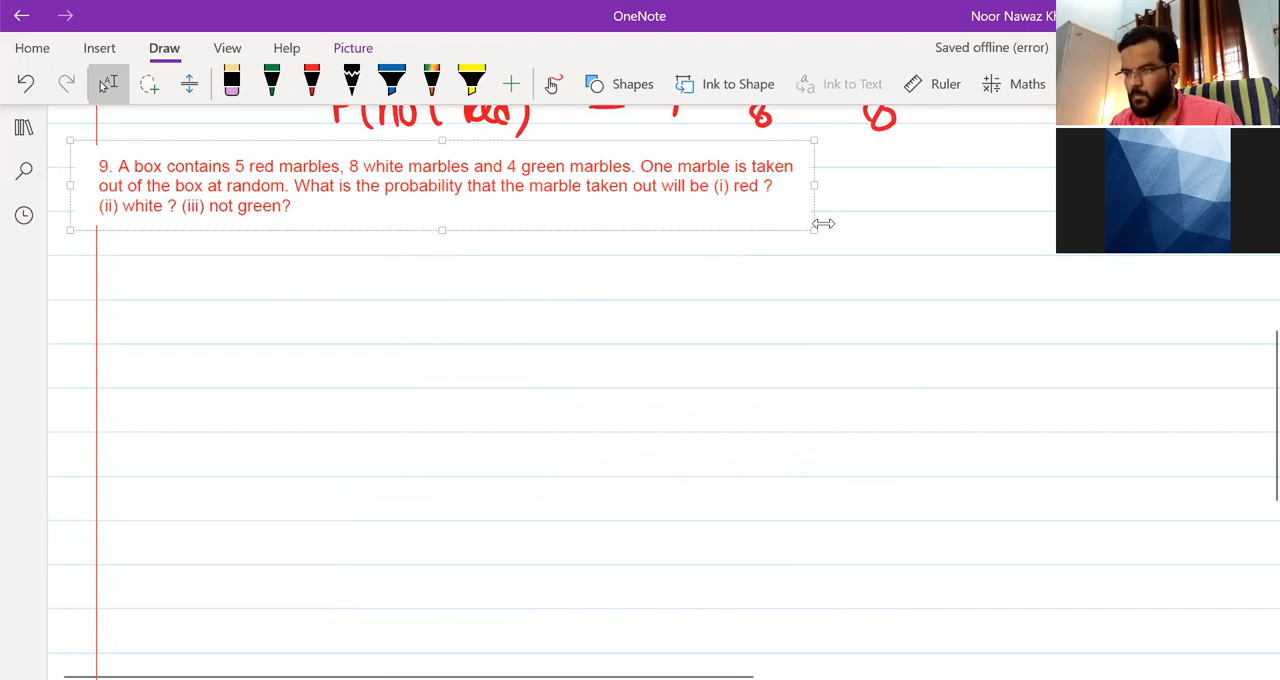 OneNote
Noor Nawaz Kh
Home Insert Draw View Help Picture
Saved offline (error)
Shapes Ink to Shape Ink to Text Ruler Maths
9. A box contains 5 red marbles, 8 white marbles and 4 green marbles. One marble is taken
out of the box at random. What is the probability that the marble taken out will be (i) red ?
(ii) white ? (iii) not green?